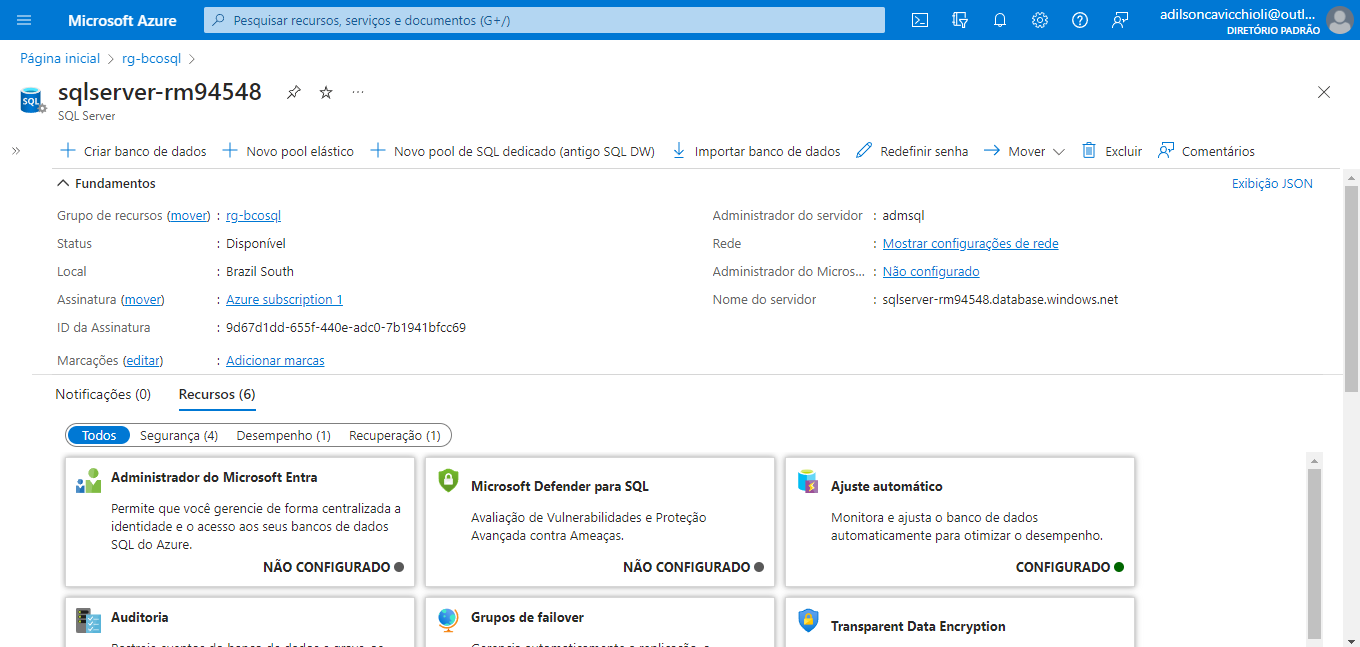 Microsoft Azure
Pesquisar recursos, serviços e documentos (G+/)
adilsoncavicchioli@outl...
DIRETÓRIO PADRÃO
Página inicial > rg-bcosql >
SQL
sqlserver-rm94548
SQL Server
Criar banco de dados
Novo pool elástico
Novo pool de SQL dedicado (antigo SQL DW)
Importar banco de dados
Redefinir senha
Mover
Excluir
Comentários
Fundamentos
Exibição JSON
Grupo de recursos (mover) : rg-bcosql
Status : Disponível
Local : Brazil South
Assinatura (mover) : Azure subscription 1
ID da Assinatura : 9d67d1dd-655f-440e-adc0-7b1941bfcc69
Marcações (editar) : Adicionar marcas
Administrador do servidor : admsql
Rede : Mostrar configurações de rede
Administrador do Micros... : Não configurado
Nome do servidor : sqlserver-rm94548.database.windows.net
Notificações (0)
Recursos (6)
Todos
Segurança (4)
Desempenho (1)
Recuperação (1)
Administrador do Microsoft Entra
Permite que você gerencie de forma centralizada a
identidade e o acesso aos seus bancos de dados
SQL do Azure.
NÃO CONFIGURADO
Microsoft Defender para SQL
Avaliação de Vulnerabilidades e Proteção
Avançada contra Ameaças.
NÃO CONFIGURADO
Ajuste automático
Monitora e ajusta o banco de dados
automaticamente para otimizar o desempenho.
CONFIGURADO
Auditoria
Grupos de failover
Transparent Data Encryption